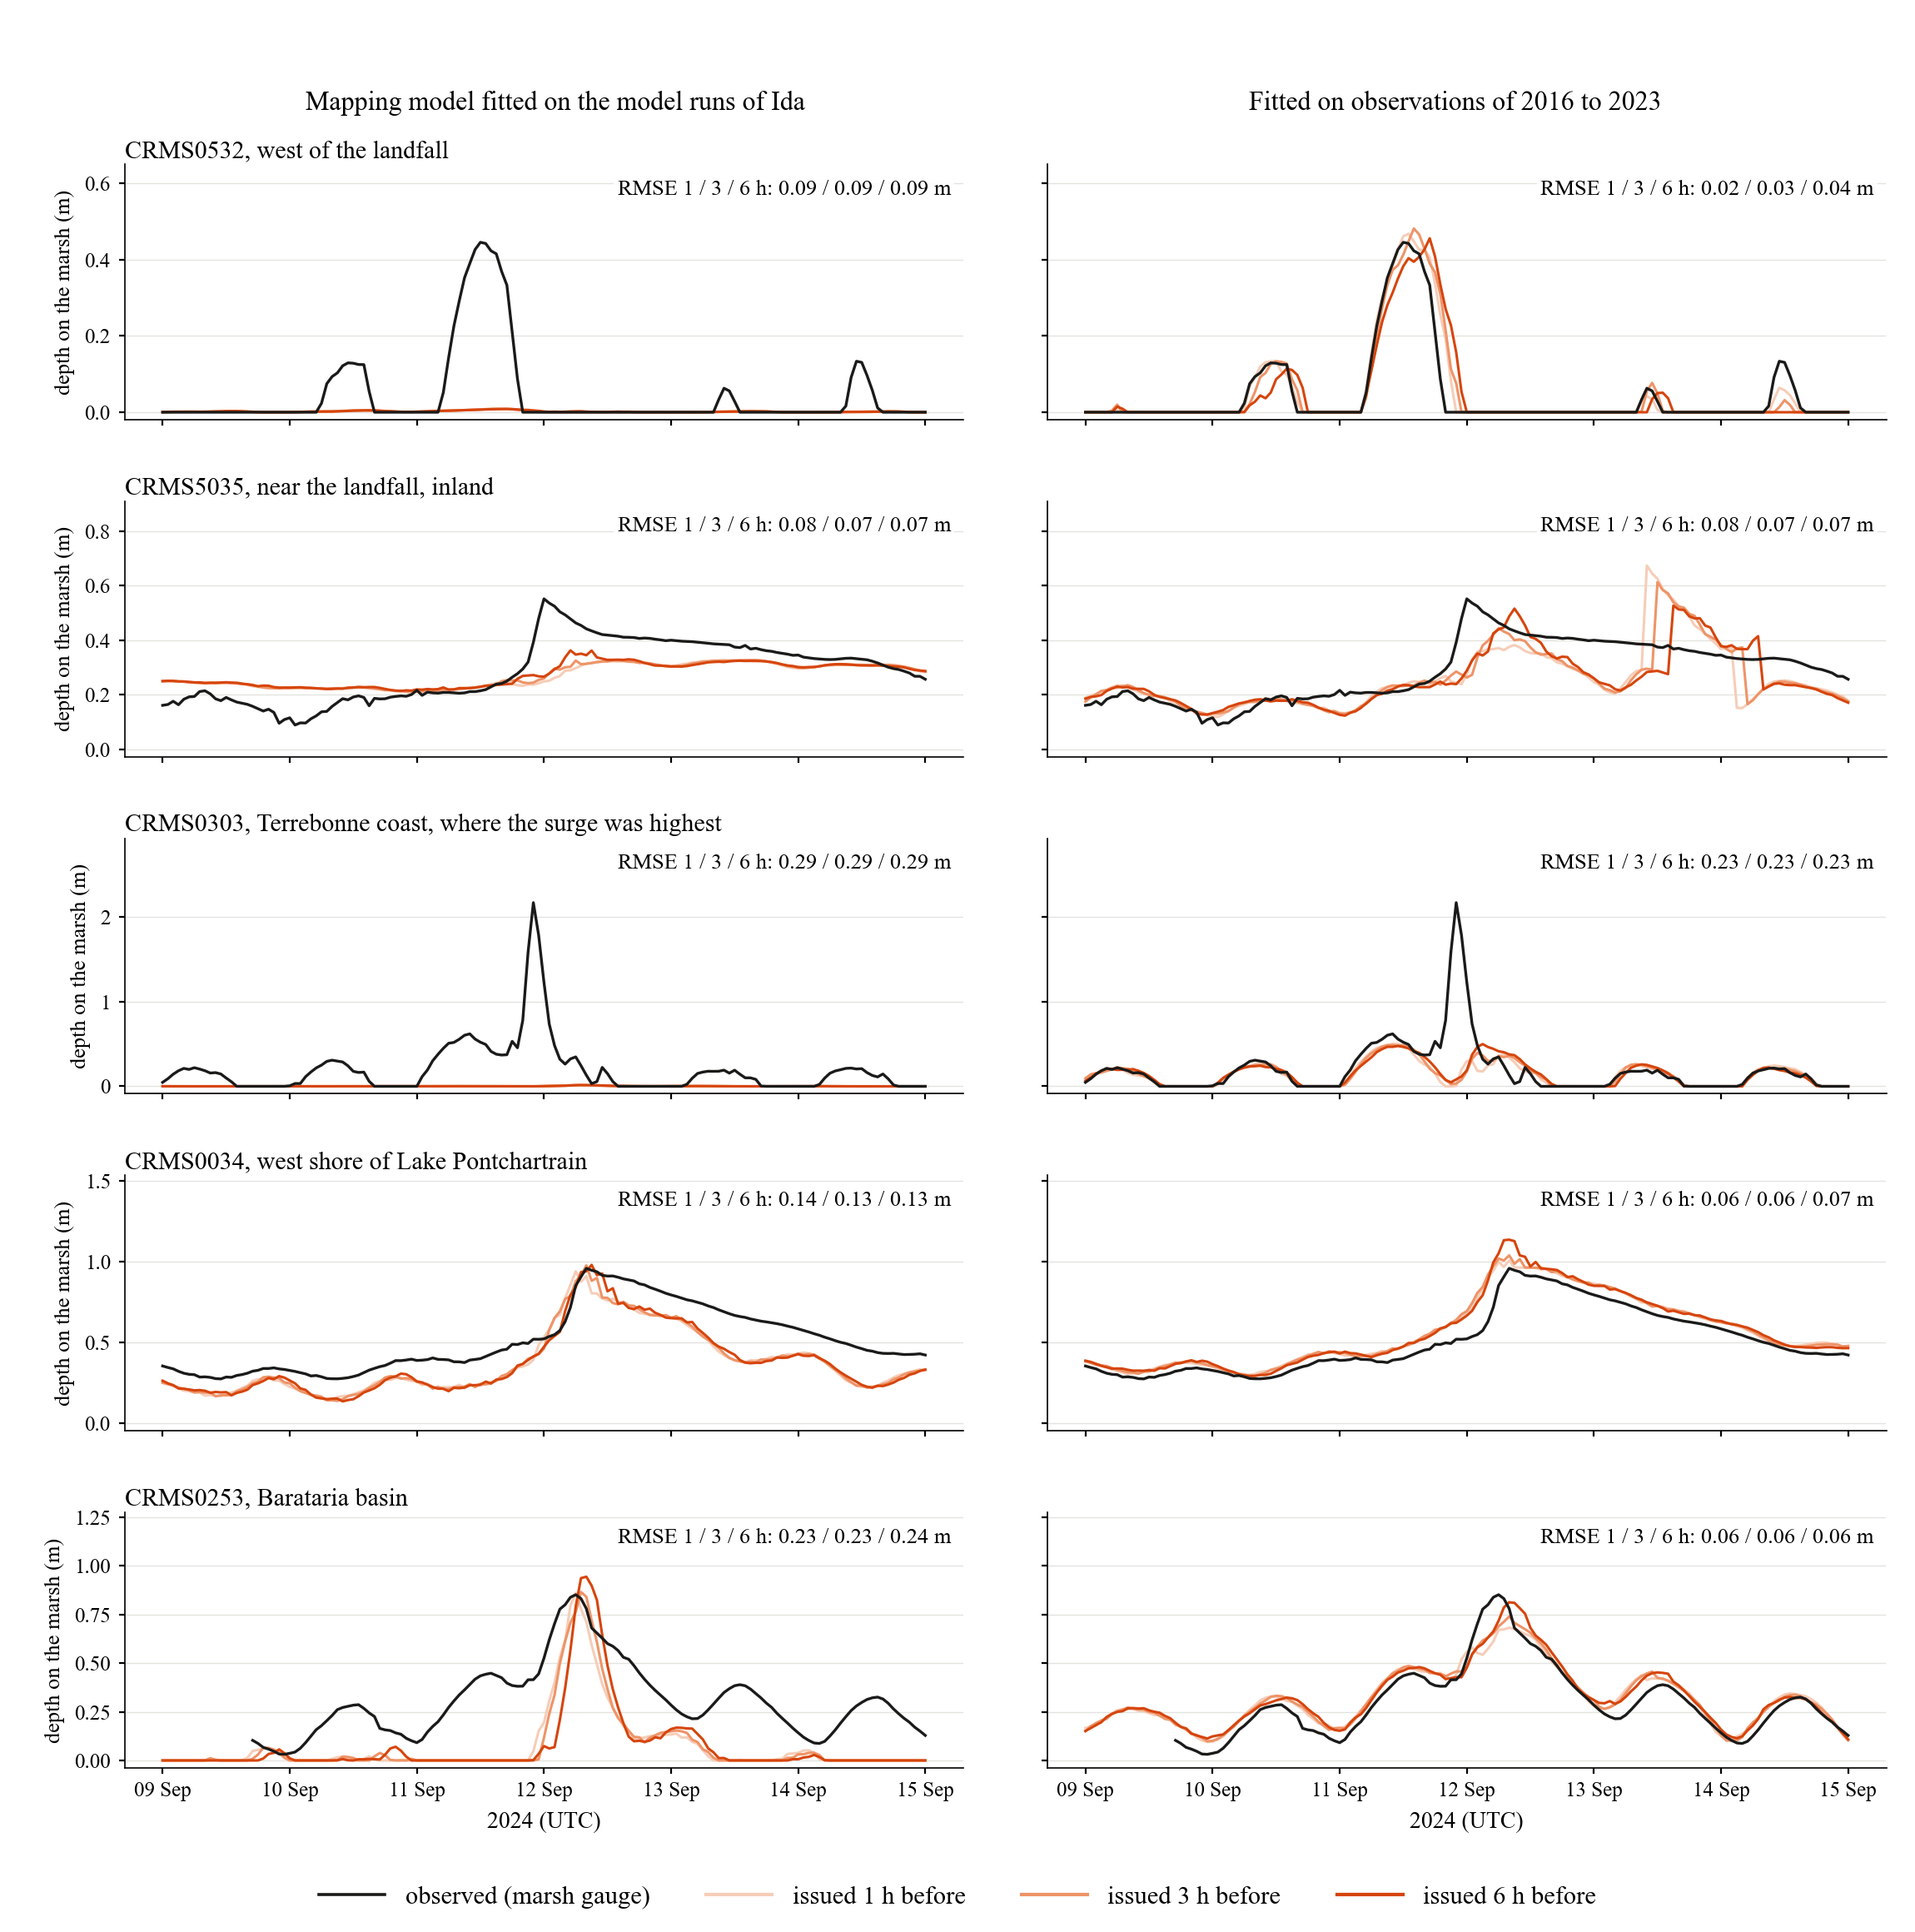 Mapping model fitted on the model runs of Ida
Fitted on observations of 2016 to 2023
CRMS0532, west of the landfall
RMSE 1 / 3 / 6 h: 0.09 / 0.09 / 0.09 m
RMSE 1 / 3 / 6 h: 0.02 / 0.03 / 0.04 m
depth on the marsh (m)
0.6
0.4
0.2
0.0
CRMS5035, near the landfall, inland
RMSE 1 / 3 / 6 h: 0.08 / 0.07 / 0.07 m
RMSE 1 / 3 / 6 h: 0.08 / 0.07 / 0.07 m
depth on the marsh (m)
0.8
0.6
0.4
0.2
0.0
CRMS0303, Terrebonne coast, where the surge was highest
RMSE 1 / 3 / 6 h: 0.29 / 0.29 / 0.29 m
RMSE 1 / 3 / 6 h: 0.23 / 0.23 / 0.23 m
depth on the marsh (m)
2
1
0
CRMS0034, west shore of Lake Pontchartrain
RMSE 1 / 3 / 6 h: 0.14 / 0.13 / 0.13 m
RMSE 1 / 3 / 6 h: 0.06 / 0.06 / 0.07 m
depth on the marsh (m)
1.5
1.0
0.5
0.0
CRMS0253, Barataria basin
RMSE 1 / 3 / 6 h: 0.23 / 0.23 / 0.24 m
RMSE 1 / 3 / 6 h: 0.06 / 0.06 / 0.06 m
depth on the marsh (m)
1.25
1.00
0.75
0.50
0.25
0.00
09 Sep 10 Sep 11 Sep 12 Sep 13 Sep 14 Sep 15 Sep
09 Sep 10 Sep 11 Sep 12 Sep 13 Sep 14 Sep 15 Sep
2024 (UTC)
2024 (UTC)
observed (marsh gauge) issued 1 h before issued 3 h before issued 6 h before